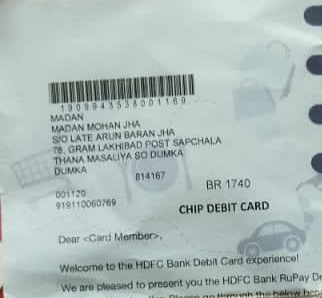 1909943538001169
MADAN
MADAN MOHAN JHA
S/O LATE ARUN BARAN JHA
78, GRAM LAKHIBAD POST SAPCHALA
THANA MASALIYA SO DUMKA
DUMKA
814167
001120
BR 1740
919110060769
CHIP DEBIT CARD
Dear <Card Member>,
Welcome to the HDFC Bank Debit Card experience!
We are pleased to present you the HDFC Bank RuPay De